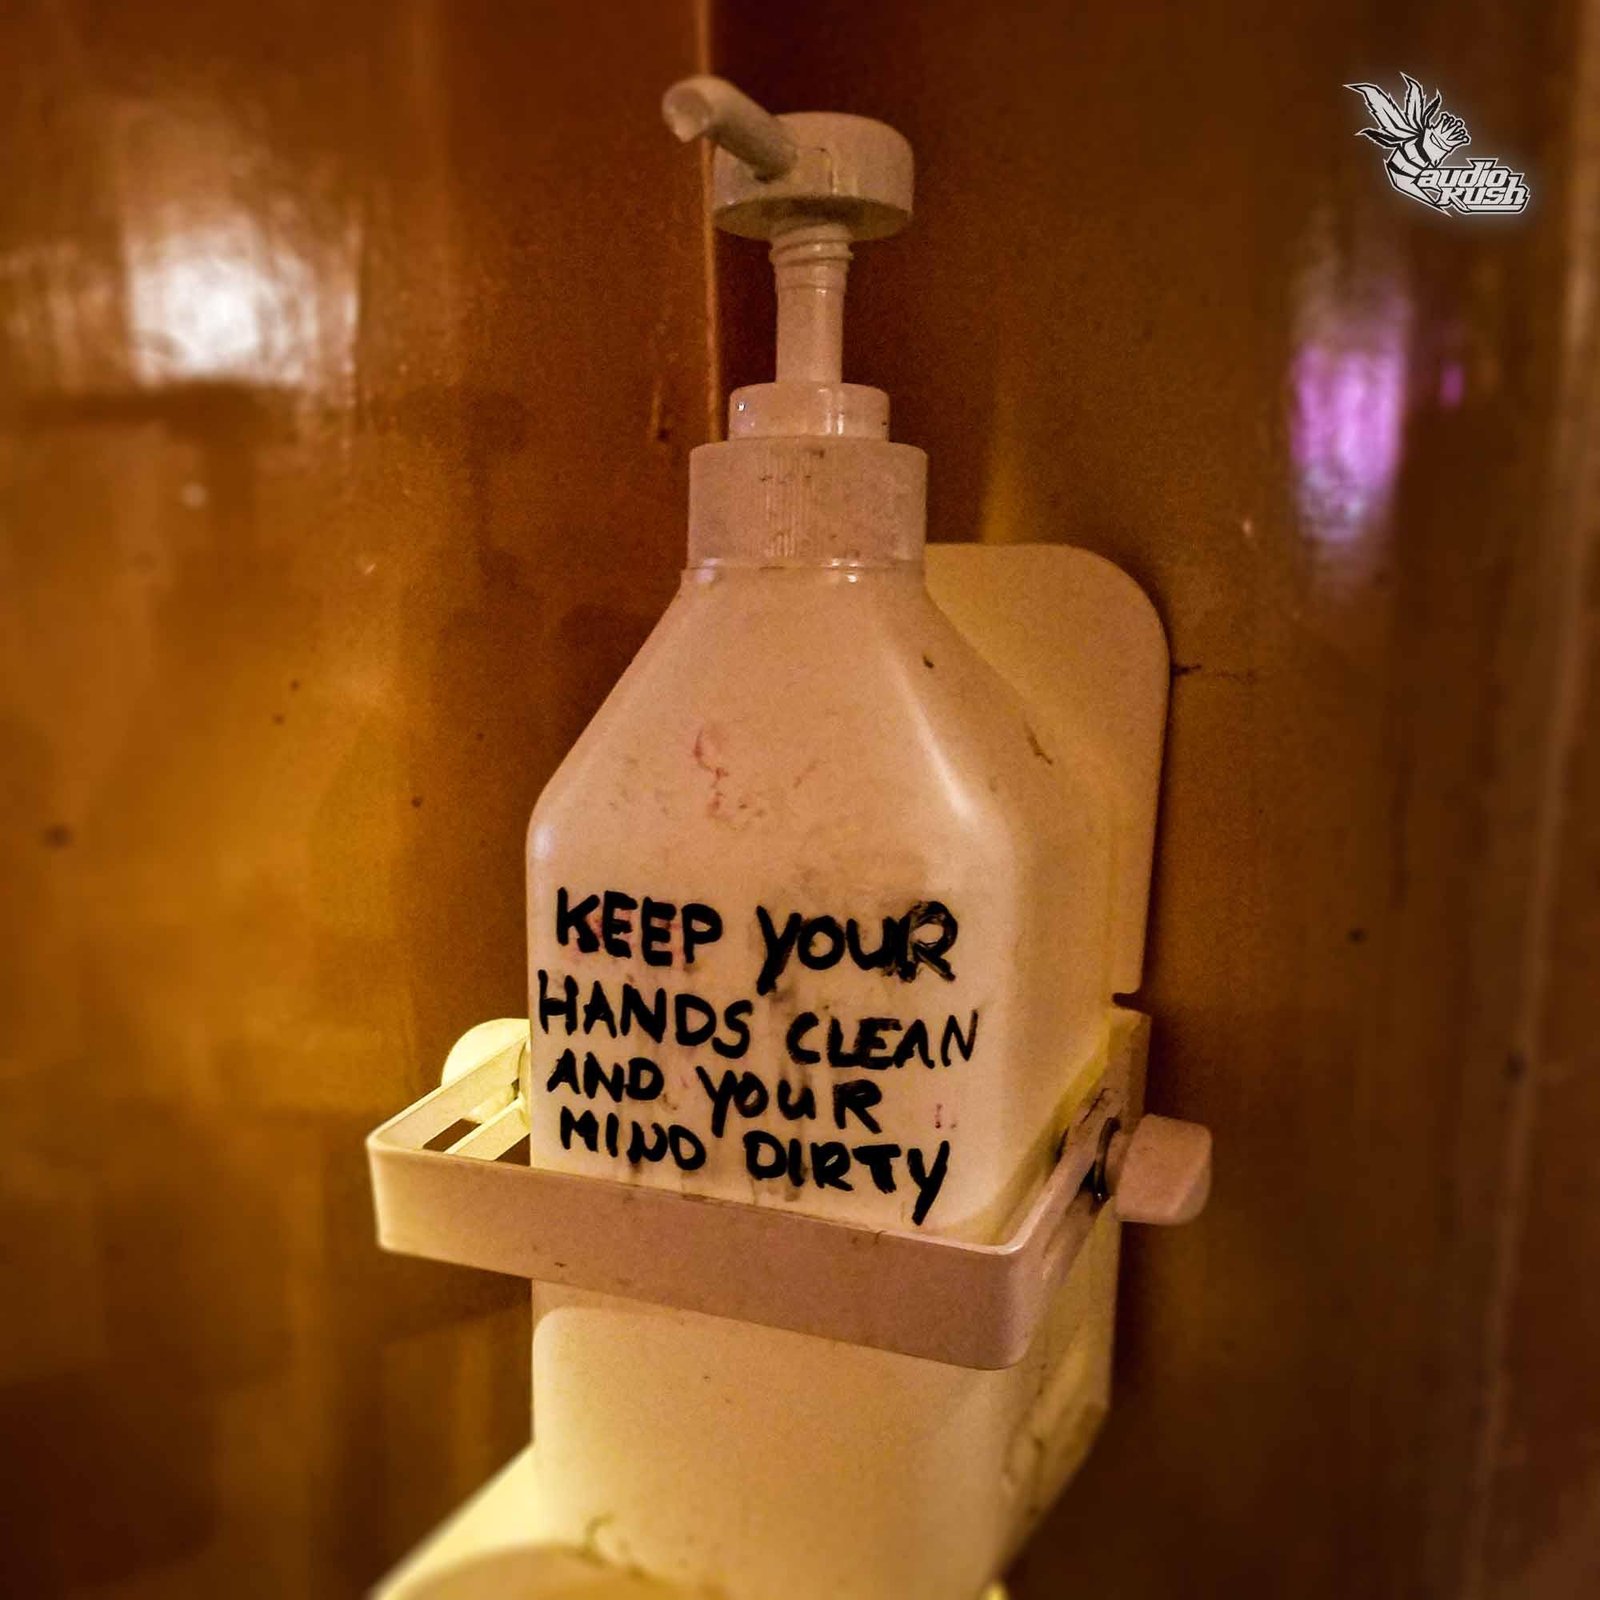 audio
kush
KEEP YOUR
HANDS CLEAN
AND YOUR
MIND DIRTY